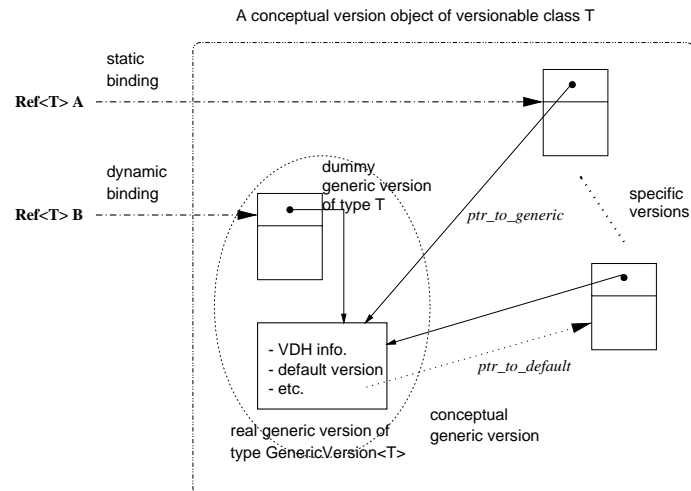 A conceptual version object of versionable class T
static
binding
Ref<T> A
dynamic
binding
Ref<T> B
dummy
generic version
of type T
ptr_to_generic
specific
versions
- VDH info.
- default version
- etc.
ptr_to_default
conceptual
generic version
real generic version of
type GenericVersion<T>